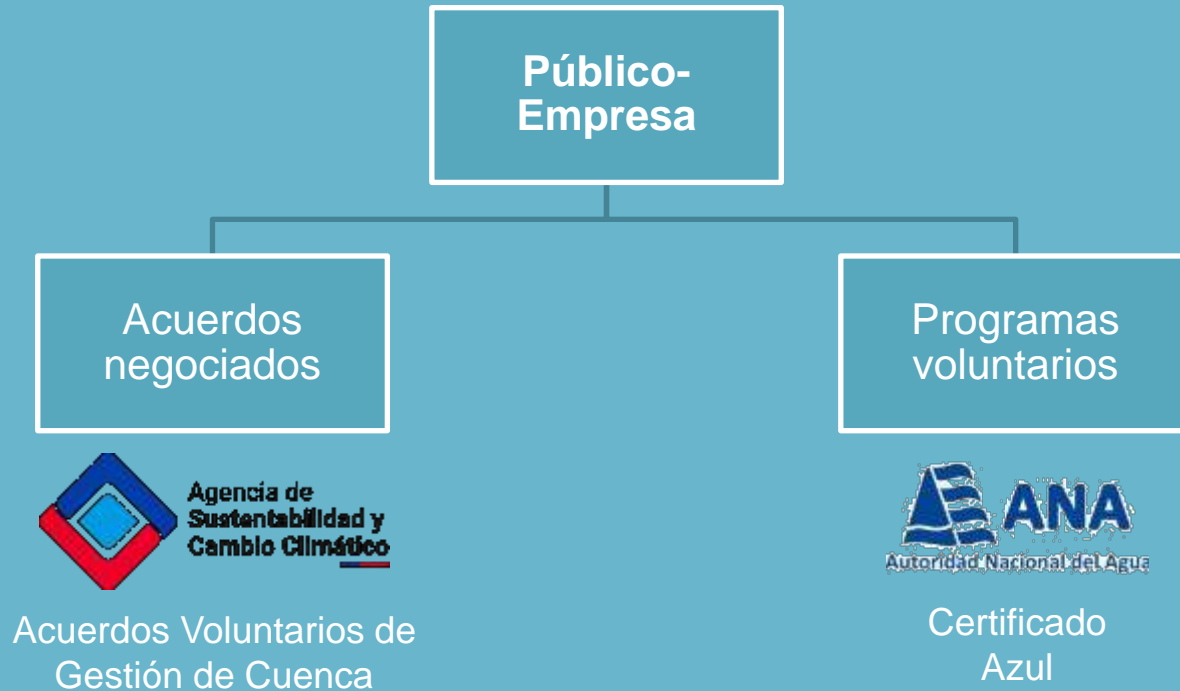 Público-
Empresa
Acuerdos
negociados
Programas
voluntarios
Agencia de
Sustentabilidad y
Cambio Climático
ANA
Autoridad Nacional del Agua
Acuerdos Voluntarios de
Gestión de Cuenca
Certificado
Azul